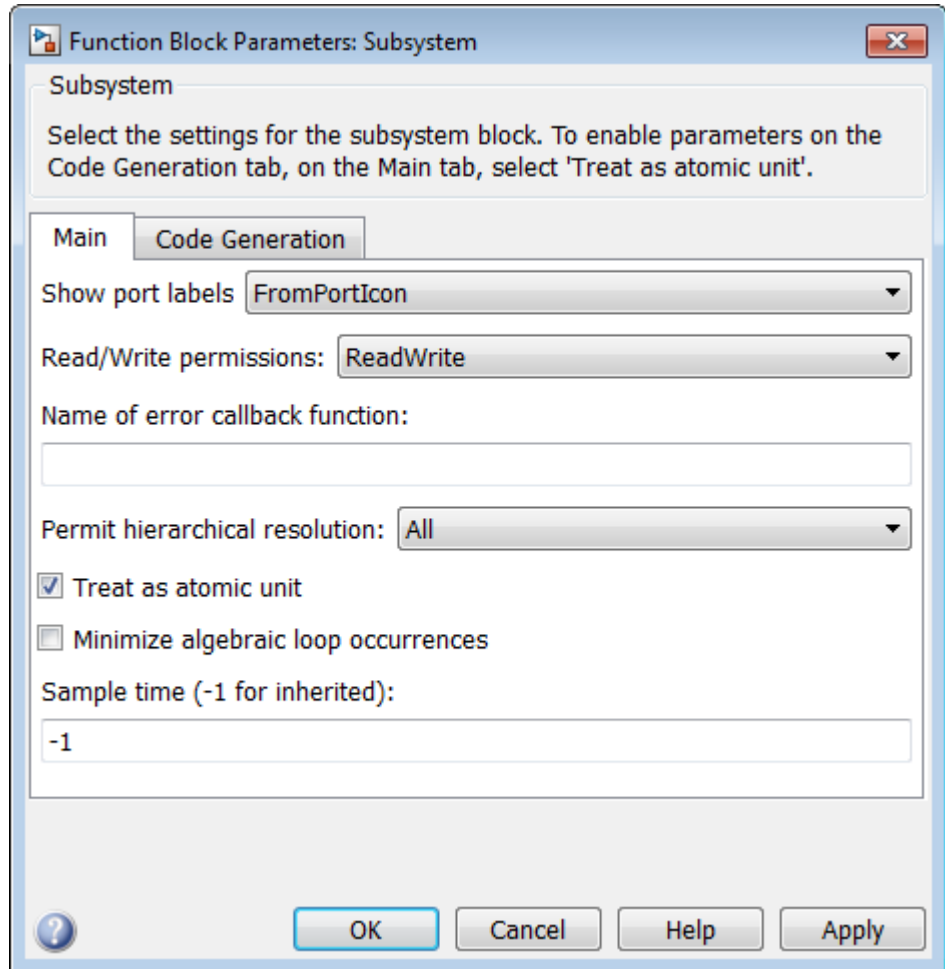 Function Block Parameters: Subsystem
Subsystem
Select the settings for the subsystem block. To enable parameters on the
Code Generation tab, on the Main tab, select 'Treat as atomic unit'.
Main Code Generation
Show port labels FromPortIcon
Read/Write permissions: ReadWrite
Name of error callback function:
Permit hierarchical resolution: All
Treat as atomic unit
Minimize algebraic loop occurrences
Sample time (-1 for inherited):
-1
OK Cancel Help Apply